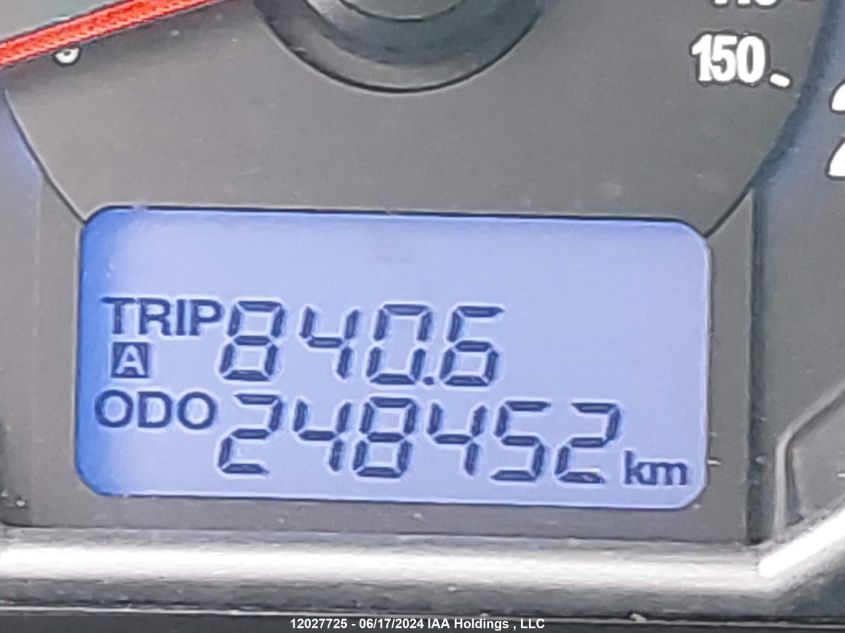 150
TRIP 840.6
A
ODO 248452 km
12027725 - 06/17/2024 IAA Holdings , LLC